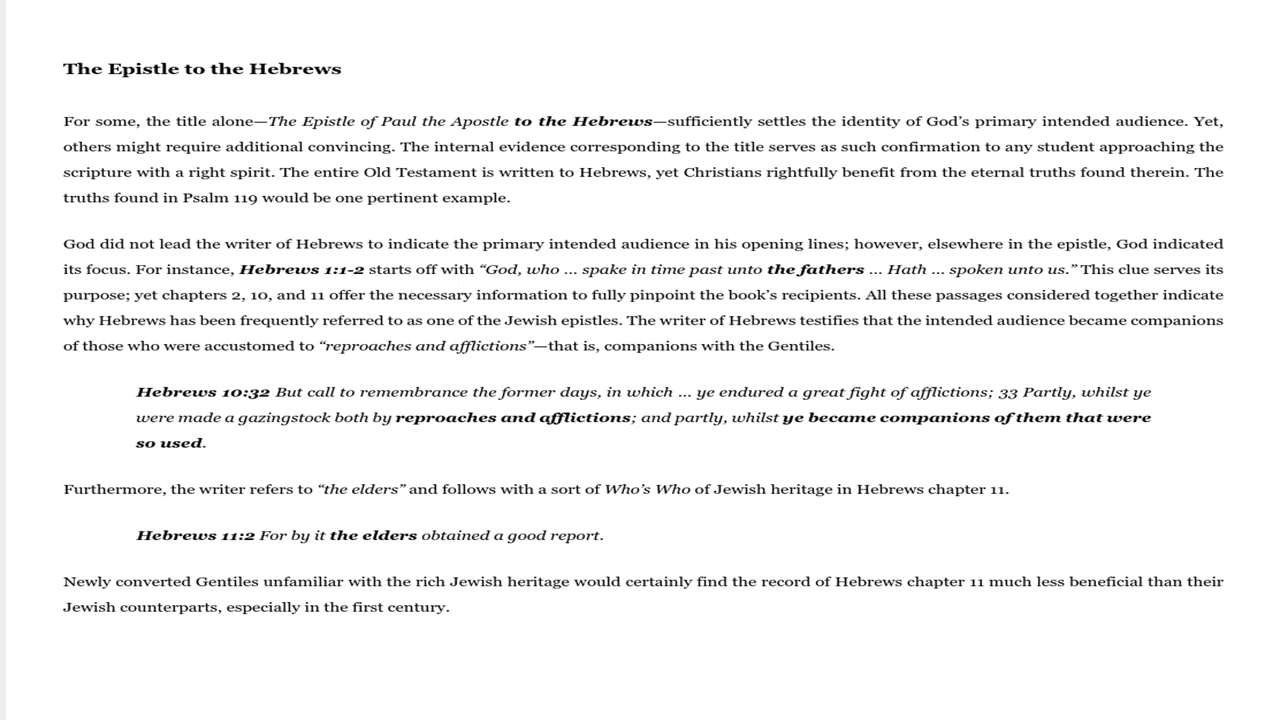 The Epistle to the Hebrews
For some, the title alone—The Epistle of Paul the Apostle to the Hebrews—sufficiently settles the identity of God’s primary intended audience. Yet,
others might require additional convincing. The internal evidence corresponding to the title serves as such confirmation to any student approaching the
scripture with a right spirit. The entire Old Testament is written to Hebrews, yet Christians rightfully benefit from the eternal truths found therein. The
truths found in Psalm 119 would be one pertinent example.
God did not lead the writer of Hebrews to indicate the primary intended audience in his opening lines; however, elsewhere in the epistle, God indicated
its focus. For instance, Hebrews 1:1-2 starts off with “God, who ... spake in time past unto the fathers ... Hath ... spoken unto us.” This clue serves its
purpose; yet chapters 2, 10, and 11 offer the necessary information to fully pinpoint the book’s recipients. All these passages considered together indicate
why Hebrews has been frequently referred to as one of the Jewish epistles. The writer of Hebrews testifies that the intended audience became companions
of those who were accustomed to “reproaches and afflictions”—that is, companions with the Gentiles.
Hebrews 10:32 But call to remembrance the former days, in which ... ye endured a great fight of afflictions; 33 Partly, whilst ye
were made a gazingstock both by reproaches and afflictions; and partly, whilst ye became companions of them that were
so used.
Furthermore, the writer refers to “the elders” and follows with a sort of Who’s Who of Jewish heritage in Hebrews chapter 11.
Hebrews 11:2 For by it the elders obtained a good report.
Newly converted Gentiles unfamiliar with the rich Jewish heritage would certainly find the record of Hebrews chapter 11 much less beneficial than their
Jewish counterparts, especially in the first century.